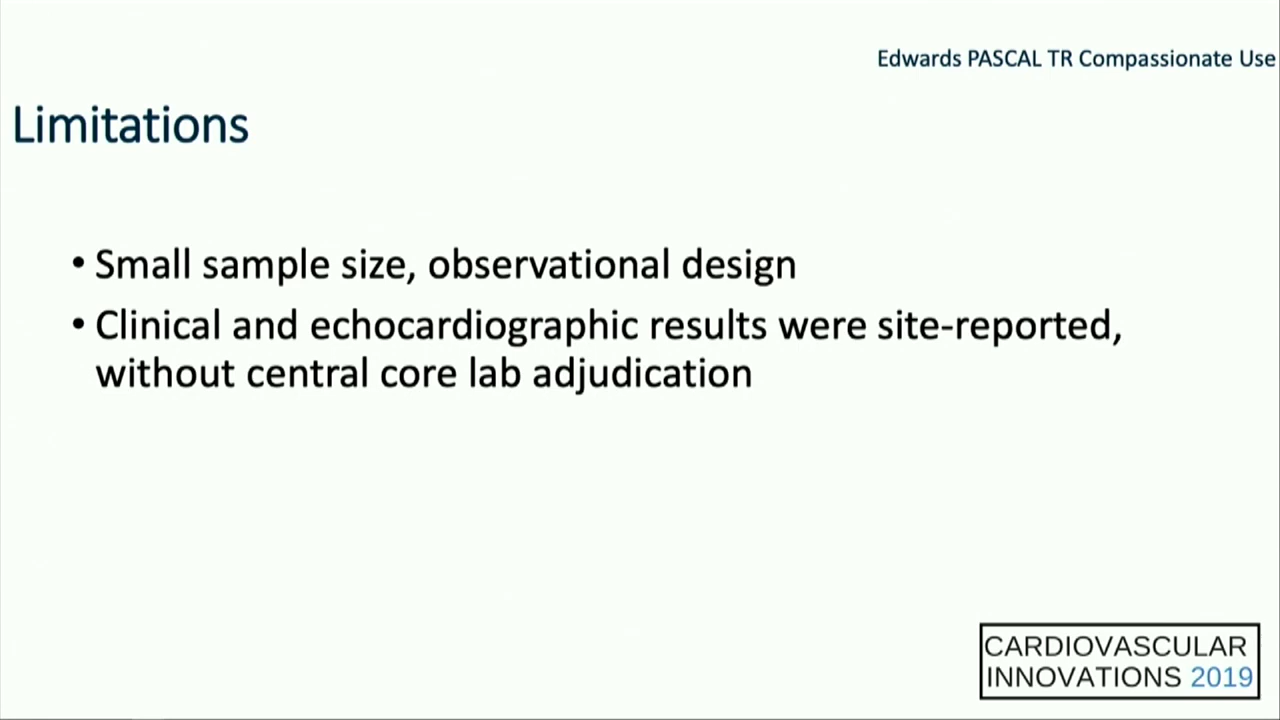 Edwards PASCAL TR Compassionate Use
Limitations
• Small sample size, observational design
• Clinical and echocardiographic results were site-reported,
without central core lab adjudication
CARDIOVASCULAR
INNOVATIONS 2019